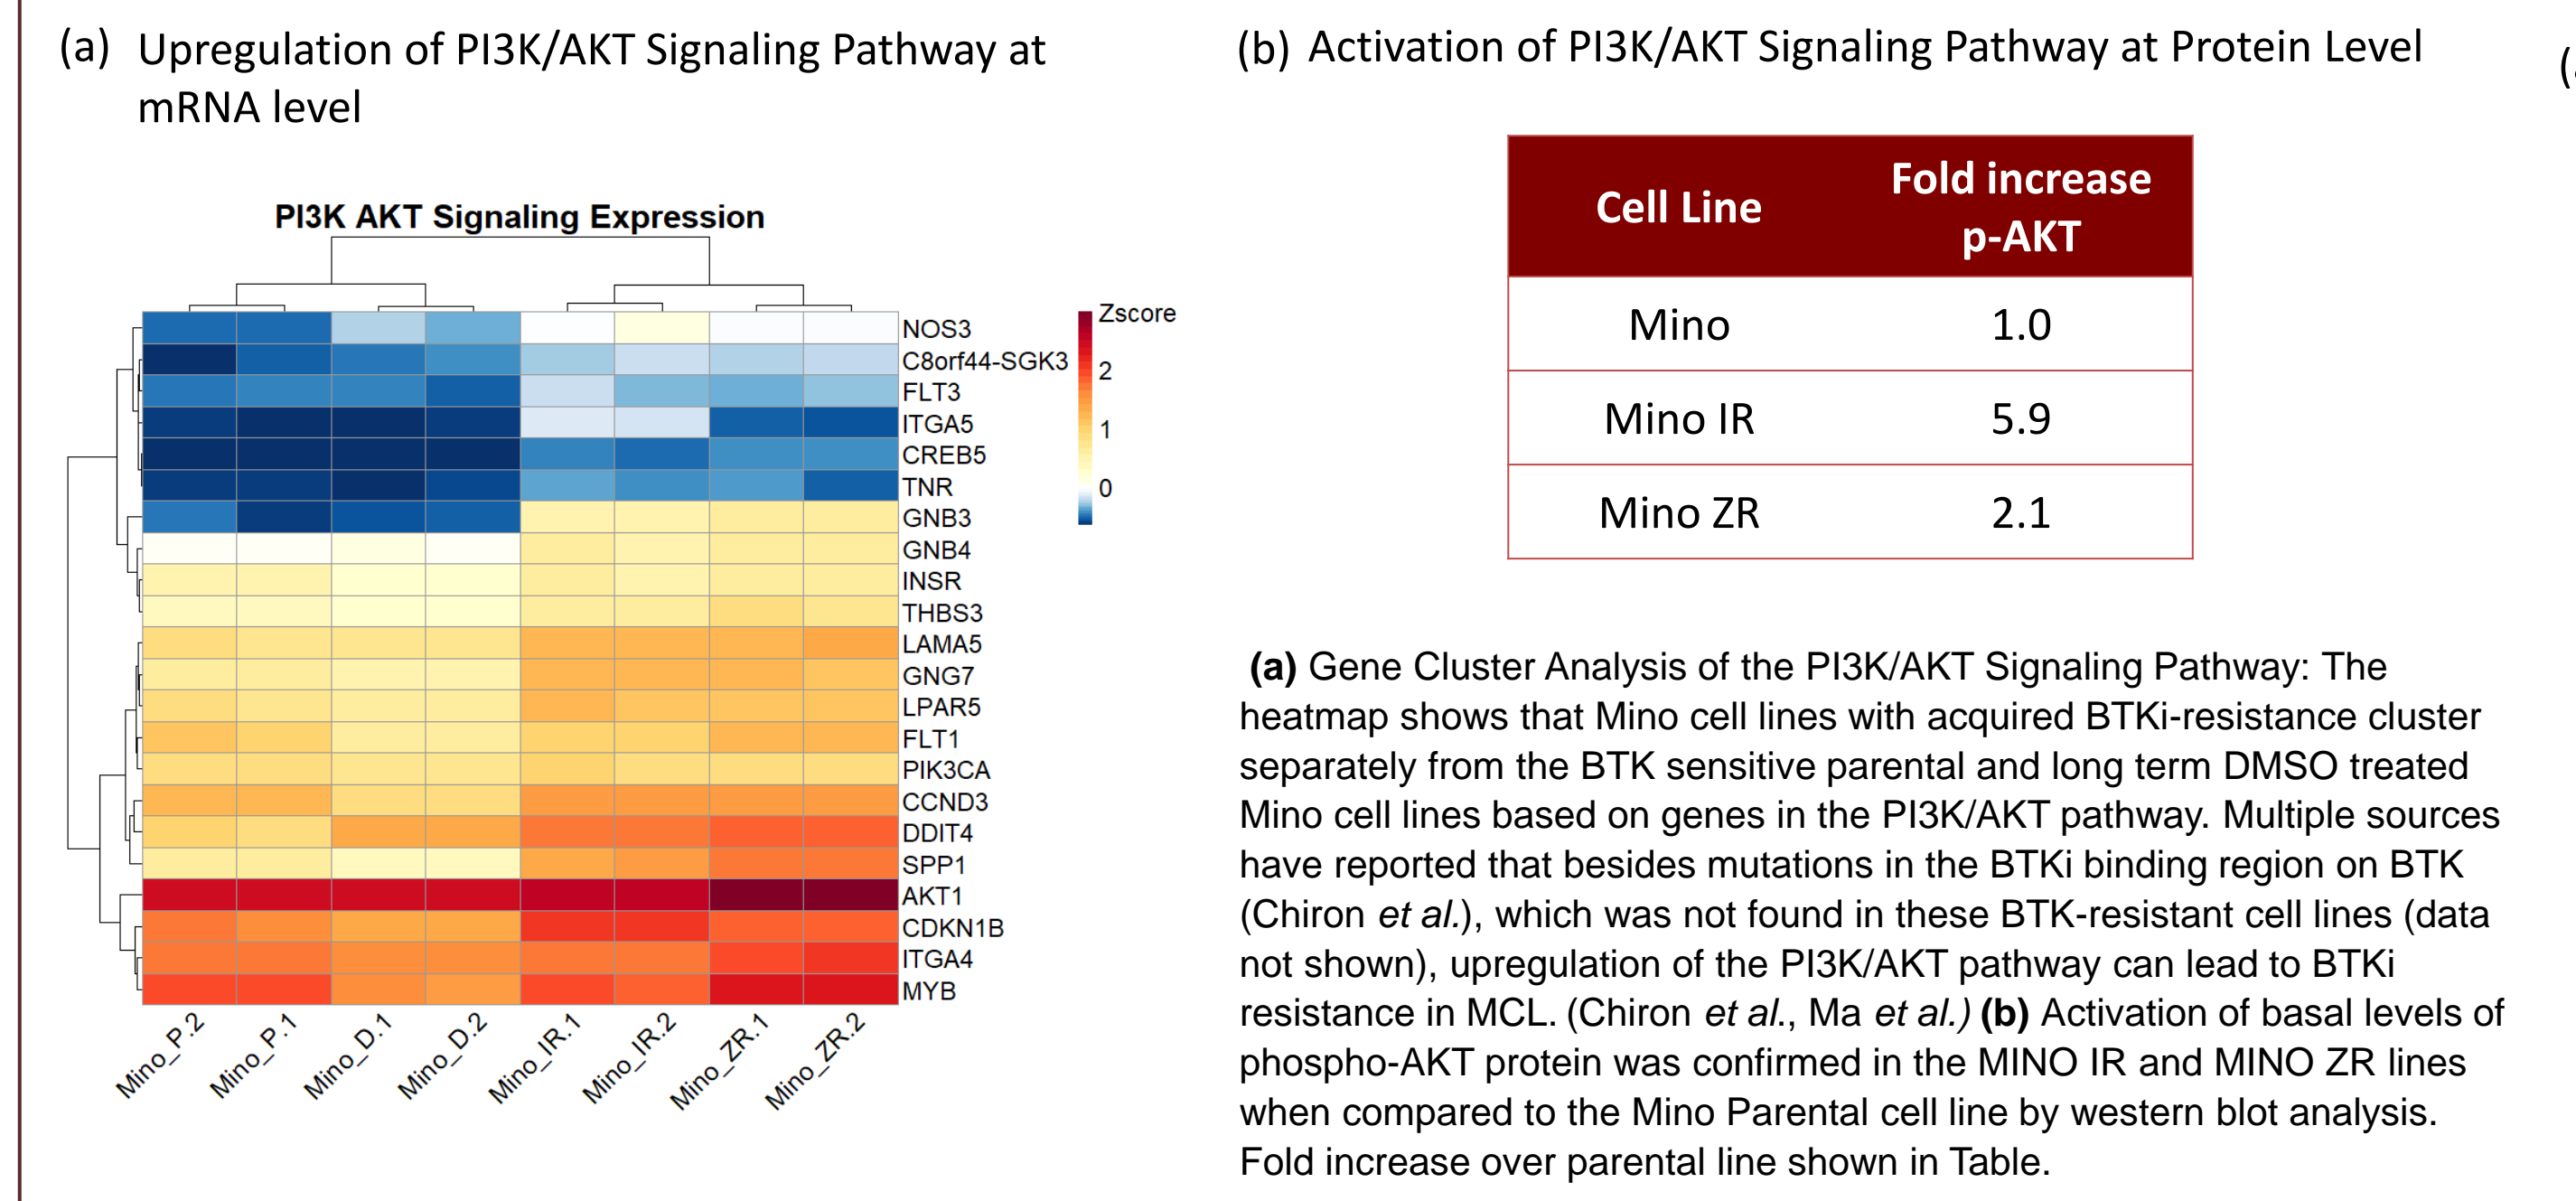 (a) Upregulation of PI3K/AKT Signaling Pathway at
mRNA level
PI3K AKT Signaling Expression
Zscore
2
1
0
NOS3
C8orf44-SGK3
FLT3
ITGA5
CREB5
TNR
GNB3
GNB4
INSR
THBS3
LAMA5
GNG7
LPAR5
FLT1
PIK3CA
CCND3
DDIT4
SPP1
AKT1
CDKN1B
ITGA4
MYB
Mino_P.2
Mino_P.1
Mino_D.1
Mino_D.2
Mino_IR.1
Mino_IR.2
Mino_ZR.1
Mino_ZR.2
(b) Activation of PI3K/AKT Signaling Pathway at Protein Level
Cell Line
Fold increase
p-AKT
Mino 1.0
Mino IR 5.9
Mino ZR 2.1
(a) Gene Cluster Analysis of the PI3K/AKT Signaling Pathway: The
heatmap shows that Mino cell lines with acquired BTKi-resistance cluster
separately from the BTK sensitive parental and long term DMSO treated
Mino cell lines based on genes in the PI3K/AKT pathway. Multiple sources
have reported that besides mutations in the BTKi binding region on BTK
(Chiron et al.), which was not found in these BTK-resistant cell lines (data
not shown), upregulation of the PI3K/AKT pathway can lead to BTKi
resistance in MCL. (Chiron et al., Ma et al.) (b) Activation of basal levels of
phospho-AKT protein was confirmed in the MINO IR and MINO ZR lines
when compared to the Mino Parental cell line by western blot analysis.
Fold increase over parental line shown in Table.